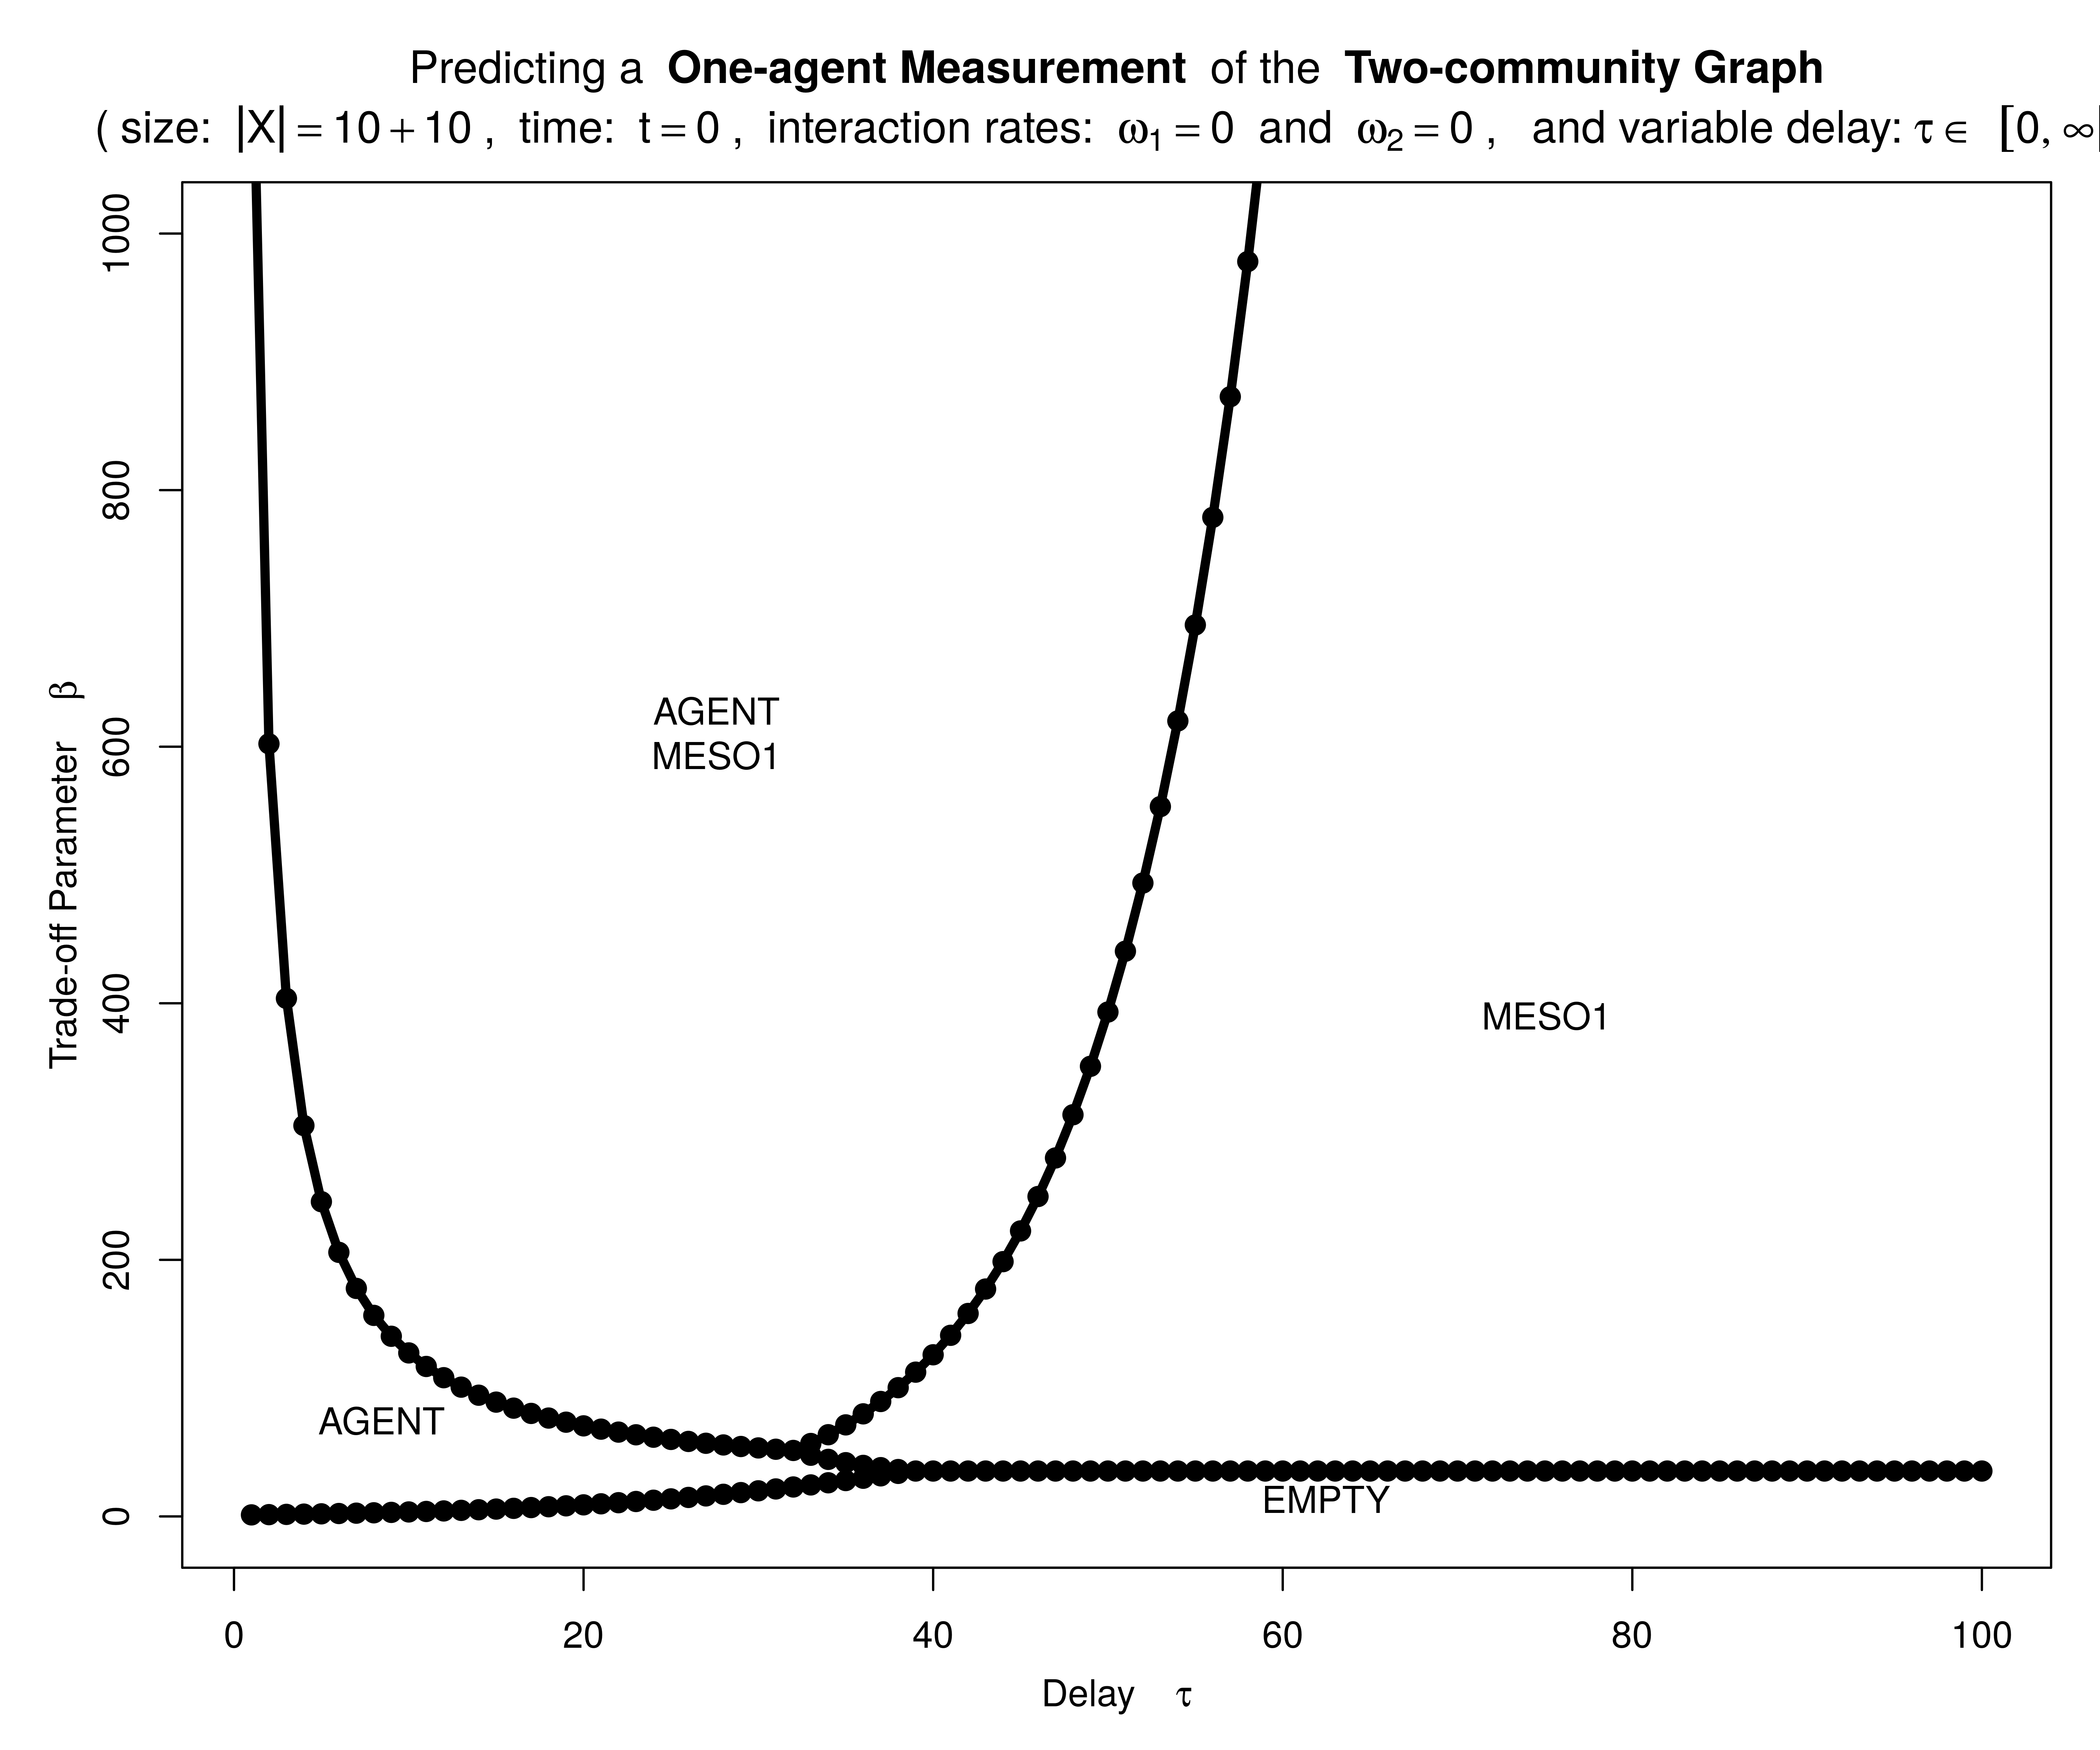 Predicting a One-agent Measurement of the Two-community Graph
( size: |X| = 10 + 10 , time: t = 0 , interaction rates: ω₁ = 0 and ω₂ = 0 , and variable delay: τ ∈ [0, ∞[
1000
800
600
400
200
0
Trade-off Parameter β
AGENT
MESO1
MESO1
AGENT
EMPTY
0 20 40 60 80 100
Delay τ